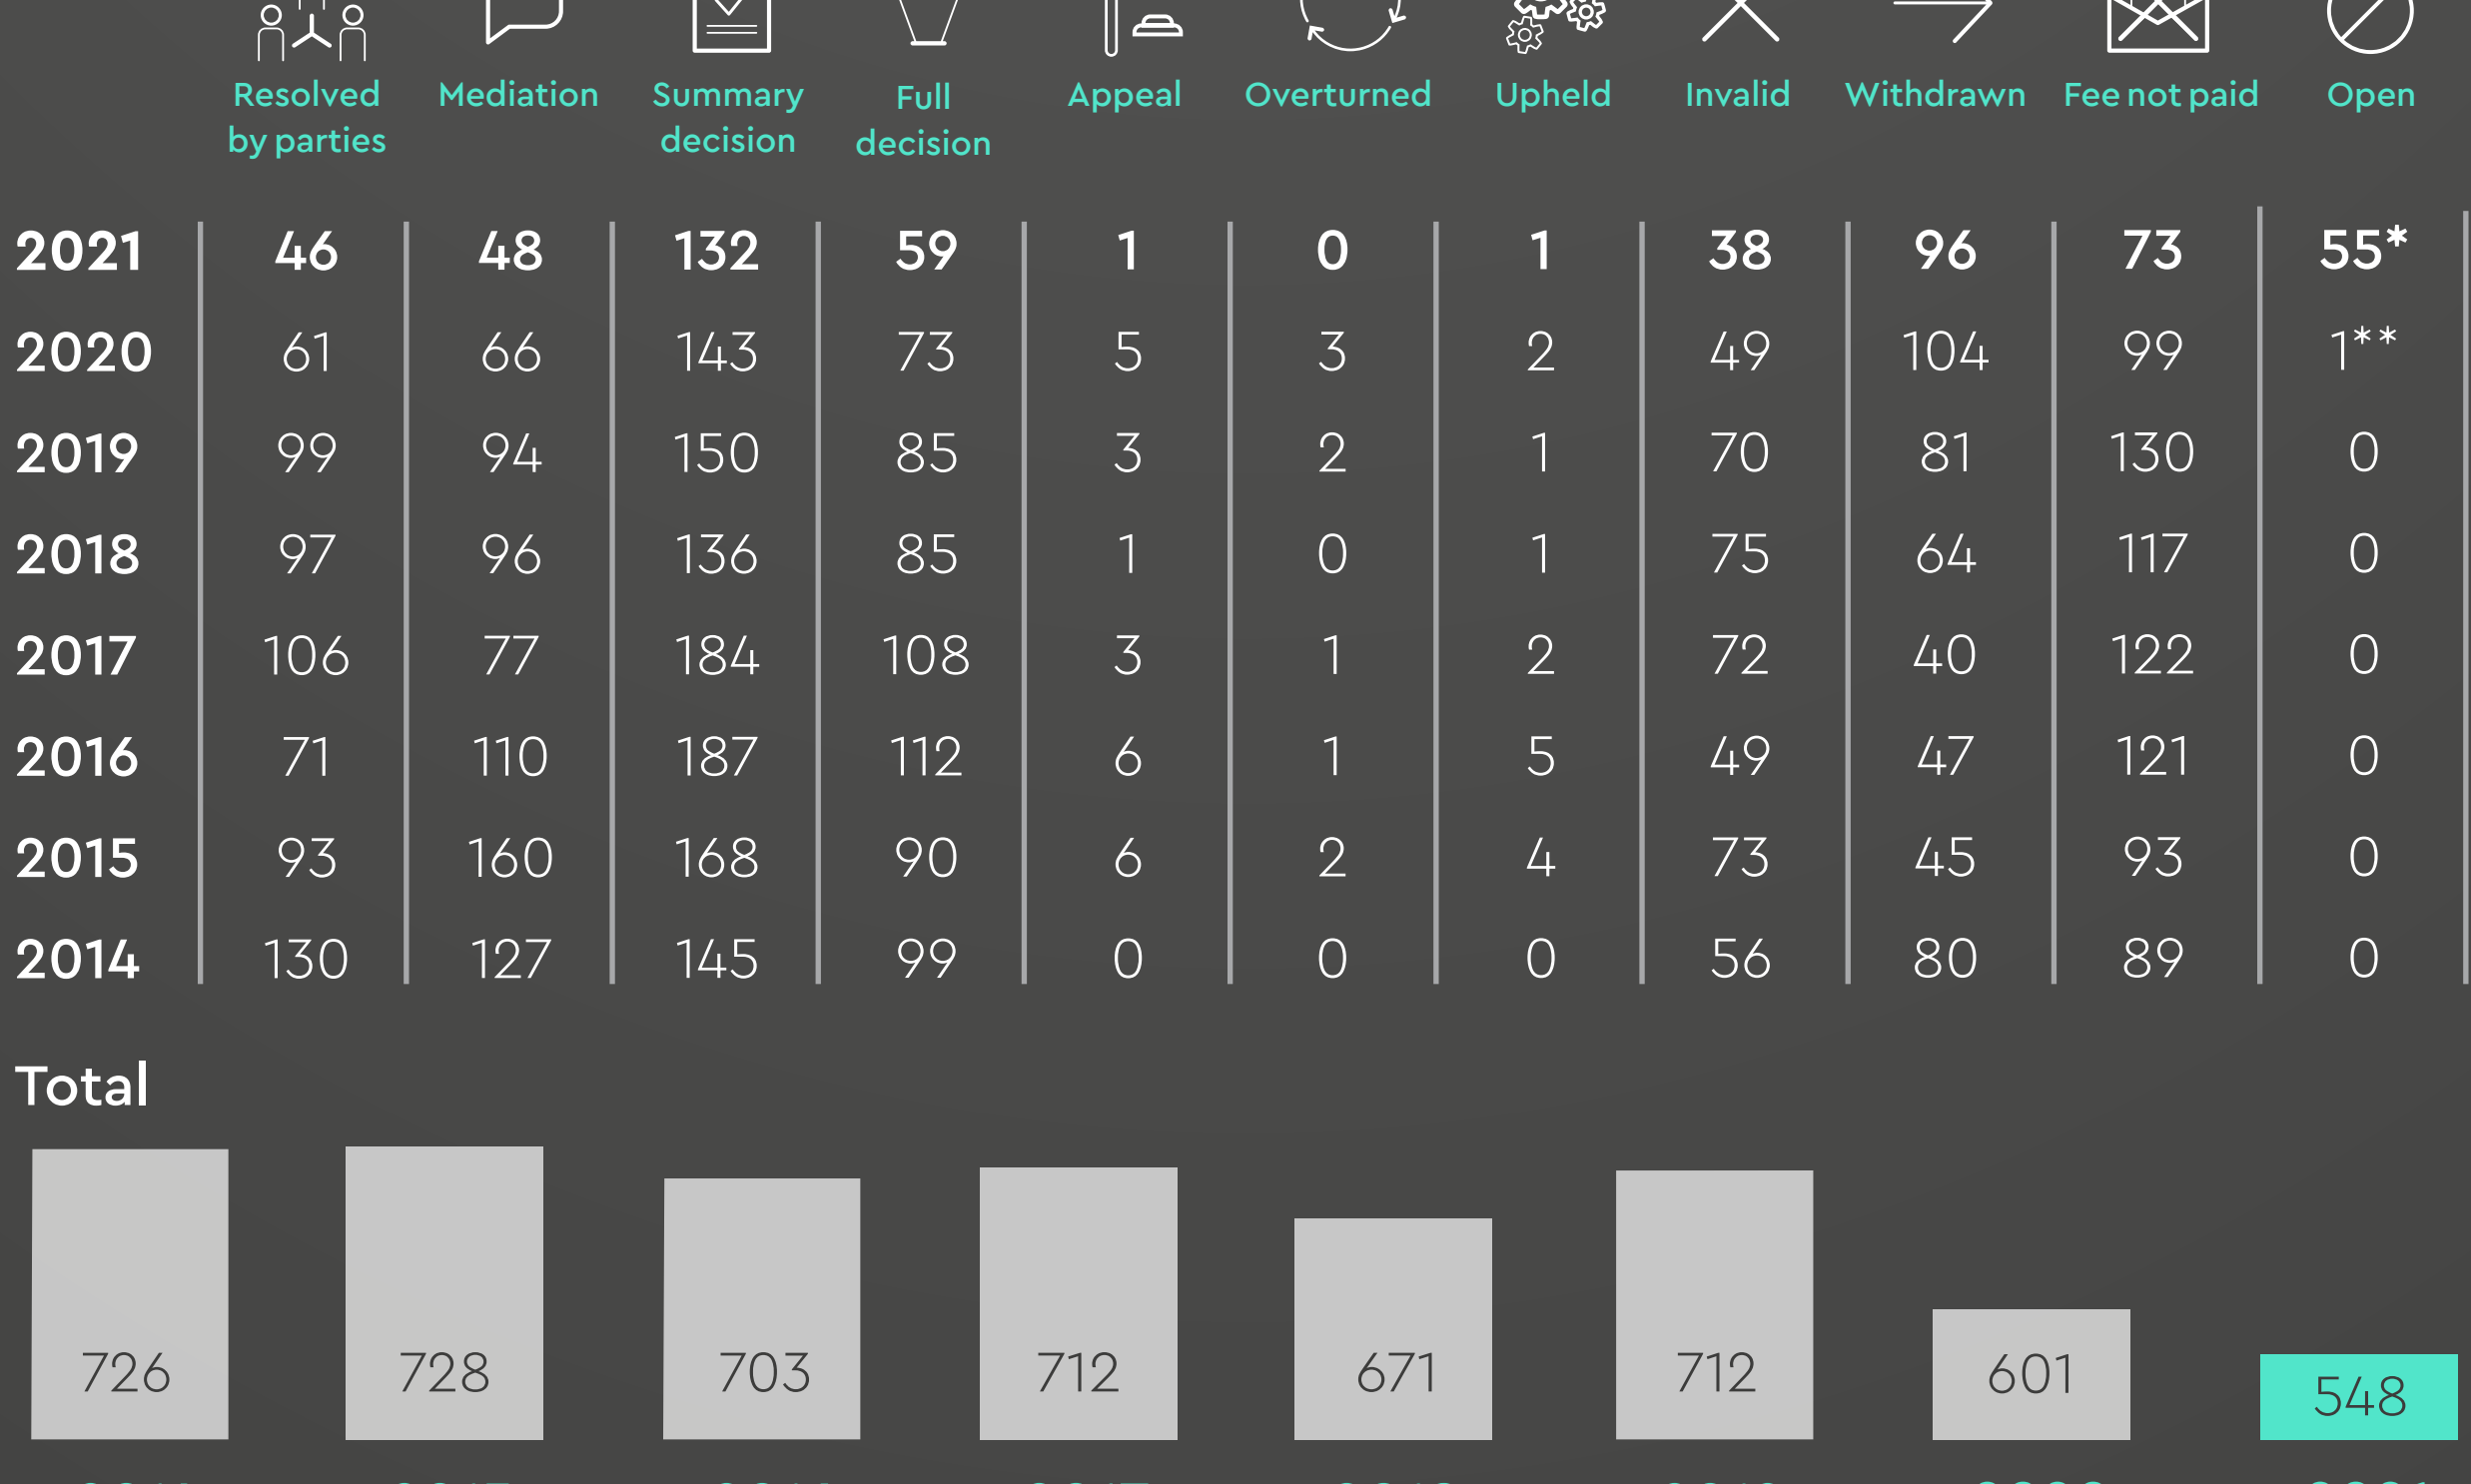 Resolved by parties
Mediation
Summary decision
Full decision
Appeal
Overturned
Upheld
Invalid
Withdrawn
Fee not paid
Open
2021 46 48 132 59 1 0 1 38 96 73 55*
2020 61 66 143 73 5 3 2 49 104 99 1**
2019 99 94 150 85 3 2 1 70 81 130 0
2018 97 96 136 85 1 0 1 75 64 117 0
2017 106 77 184 108 3 1 2 72 40 122 0
2016 71 110 187 112 6 1 5 49 47 121 0
2015 93 160 168 90 6 2 4 73 45 93 0
2014 130 127 145 99 0 0 0 56 80 89 0
Total
726 728 703 712 671 712 601 548